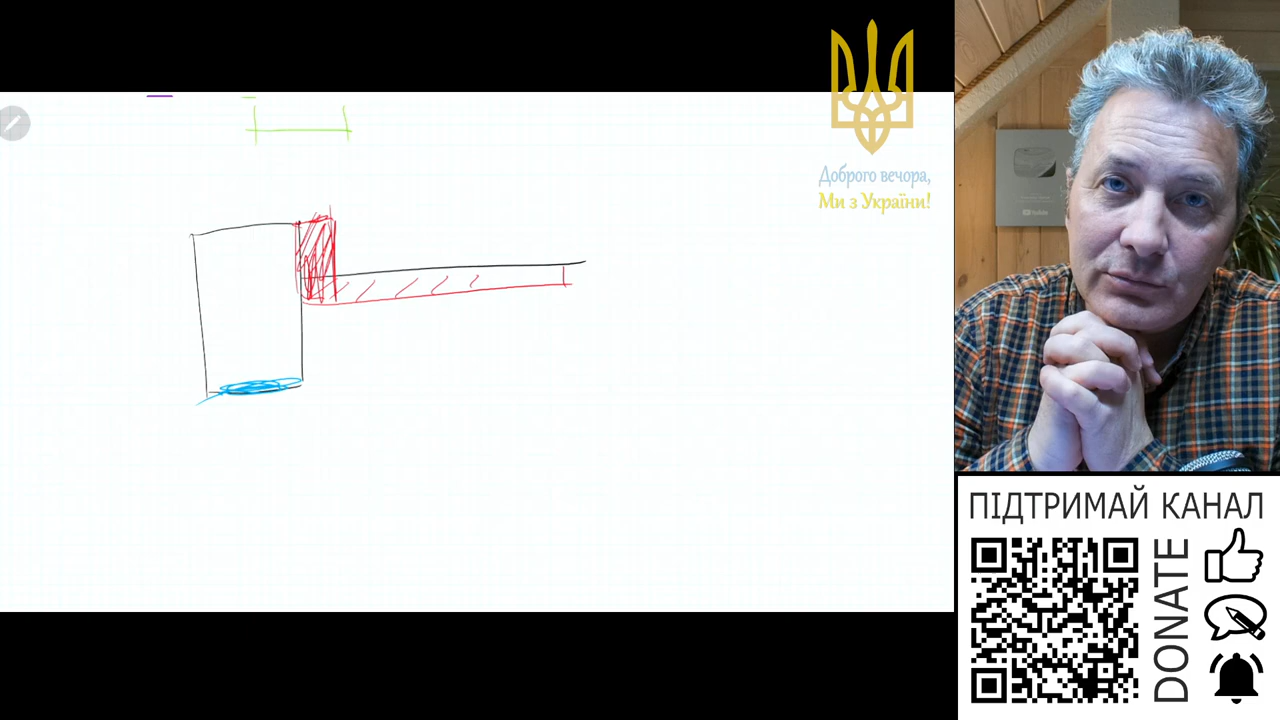 Доброго вечора,
Ми з України!
ПІДТРИМАЙ КАНАЛ
DONATE